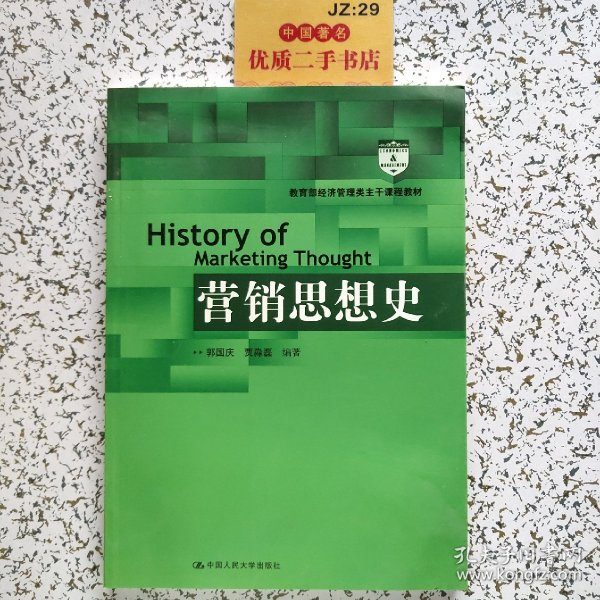 JZ:29
中国著名
优质二手书店
ECONOMICS
&
MANAGEMENT
教育部经济管理类主干课程教材
History of
Marketing Thought
营销思想史
郭国庆 贾淼磊 编著
中国人民大学出版社
孔夫子旧书网
www.kongfz.com